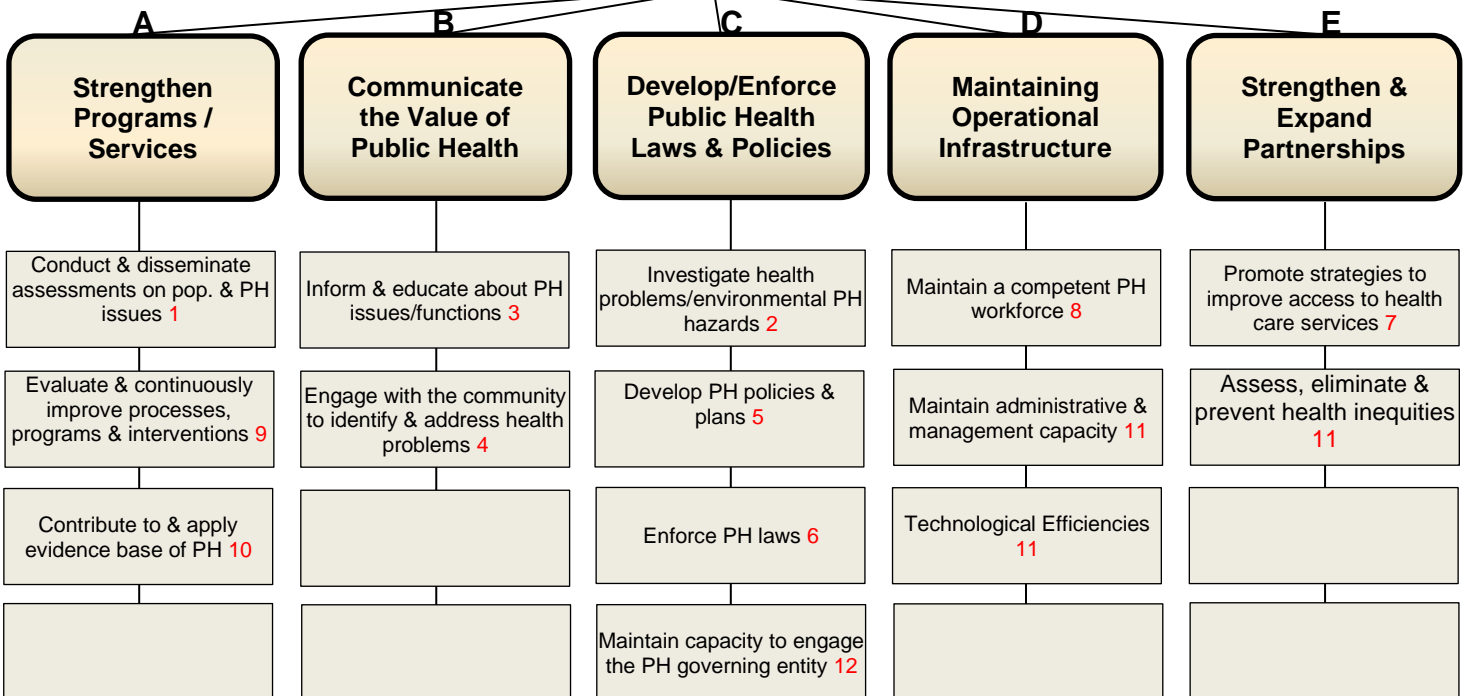 A
Strengthen
Programs /
Services
Conduct & disseminate
assessments on pop. & PH
issues 1
Evaluate & continuously
improve processes,
programs & interventions 9
Contribute to & apply
evidence base of PH 10
B
Communicate
the Value of
Public Health
Inform & educate about PH
issues/functions 3
Engage with the community
to identify & address health
problems 4
C
Develop/Enforce
Public Health
Laws & Policies
Investigate health
problems/environmental PH
hazards 2
Develop PH policies &
plans 5
Enforce PH laws 6
Maintain capacity to engage
the PH governing entity 12
D
Maintaining
Operational
Infrastructure
Maintain a competent PH
workforce 8
Maintain administrative &
management capacity 11
Technological Efficiencies
11
E
Strengthen &
Expand
Partnerships
Promote strategies to
improve access to health
care services 7
Assess, eliminate &
prevent health inequities
11